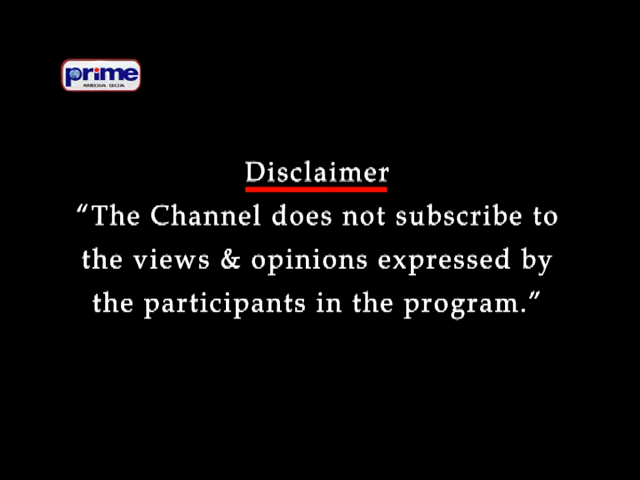 prime
MEDIA GOA
Disclaimer
“The Channel does not subscribe to
the views & opinions expressed by
the participants in the program.”